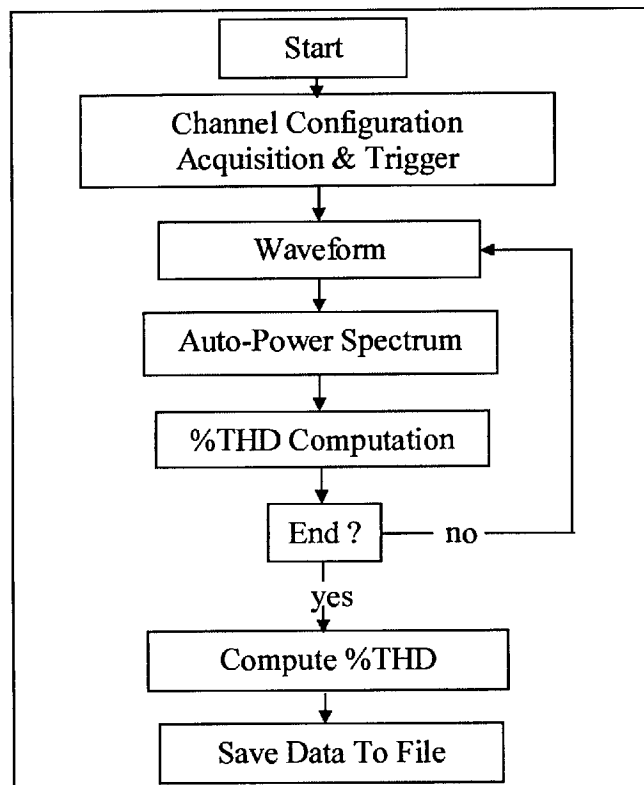 Start
Channel Configuration
Acquisition & Trigger
Waveform
Auto-Power Spectrum
%THD Computation
End ?
no
yes
Compute %THD
Save Data To File